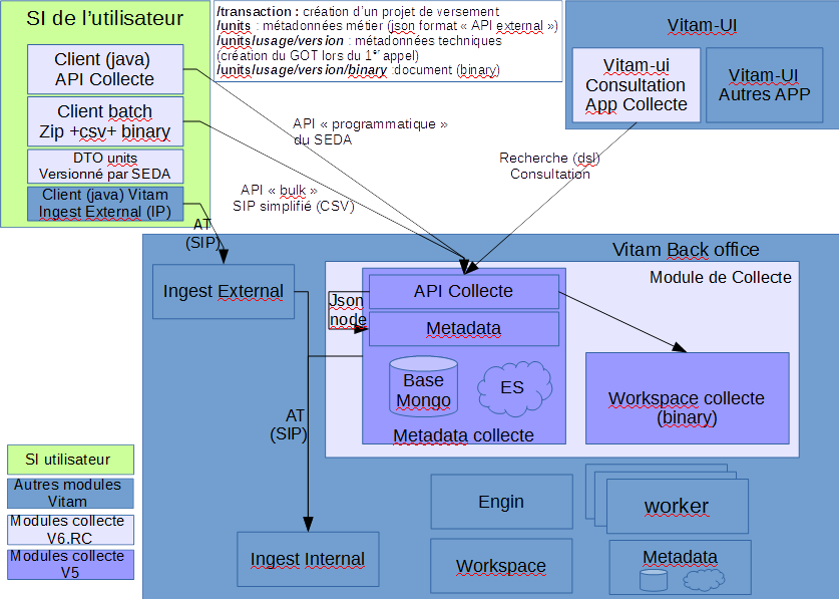 SI de l'utilisateur
Client (java)
API Collecte
Client batch
Zip +csv+ binary
DTO units
Versionné par SEDA
Client (java) Vitam
Ingest External (IP)
/transaction : création d'un projet de versement
/units : métadonnées métier (json format « API external »)
/units/usage/version : métadonnées techniques
(création du GOT lors du 1er appel)
/units/usage/version/binary :document (binary)
Vitam-UI
Vitam-ui
Consultation
App Collecte
Vitam-UI
Autres APP
API « programmatique »
du SEDA
Recherche (dsl)
Consultation
API « bulk »
SIP simplifié (CSV)
AT
(SIP)
Vitam Back office
Module de Collecte
Ingest External
API Collecte
Json
node
Metadata
Base
Mongo
ES
Metadata collecte
Workspace collecte
(binary)
AT
(SIP)
SI utilisateur
Autres modules
Vitam
Modules collecte
V6.RC
Modules collecte
V5
Engin
worker
Ingest Internal
Workspace
Metadata